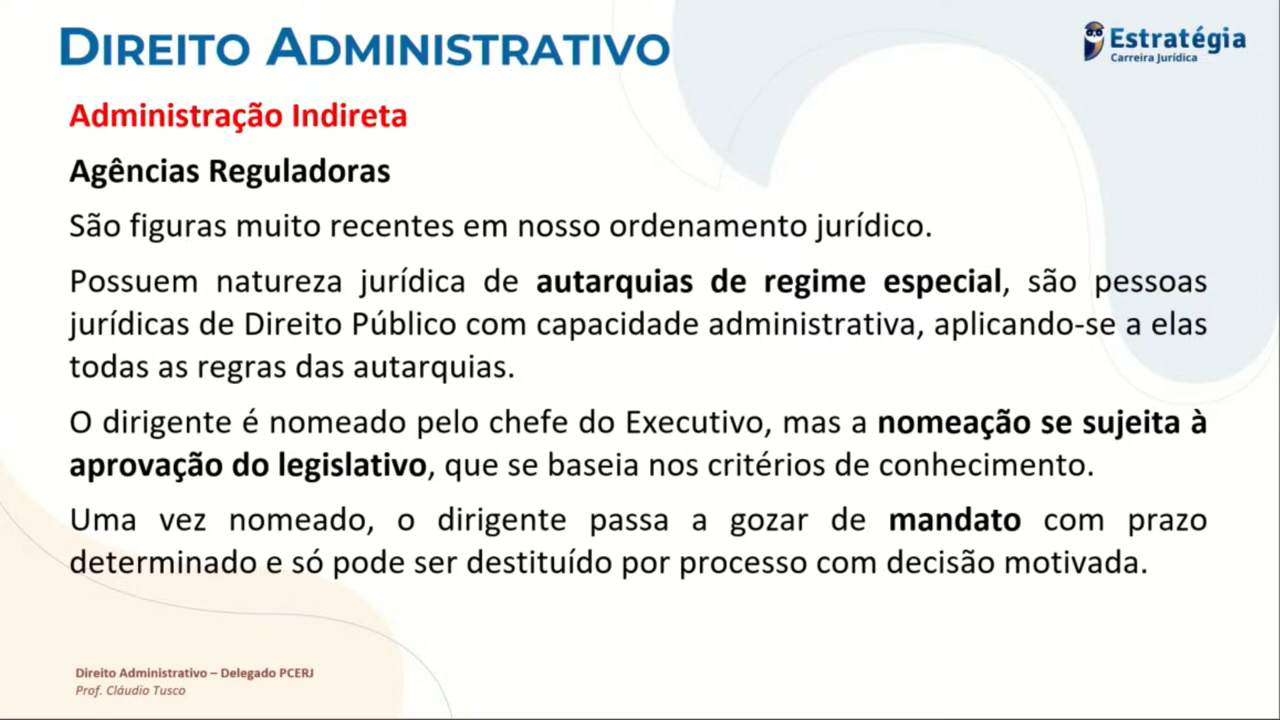 DIREITO ADMINISTRATIVO
Estratégia
Carreira Jurídica
Administração Indireta
Agências Reguladoras
São figuras muito recentes em nosso ordenamento jurídico.
Possuem natureza jurídica de autarquias de regime especial, são pessoas
jurídicas de Direito Público com capacidade administrativa, aplicando-se a elas
todas as regras das autarquias.
O dirigente é nomeado pelo chefe do Executivo, mas a nomeação se sujeita à
aprovação do legislativo, que se baseia nos critérios de conhecimento.
Uma vez nomeado, o dirigente passa a gozar de mandato com prazo
determinado e só pode ser destituído por processo com decisão motivada.
Direito Administrativo – Delegado PCERJ
Prof. Cláudio Tusco